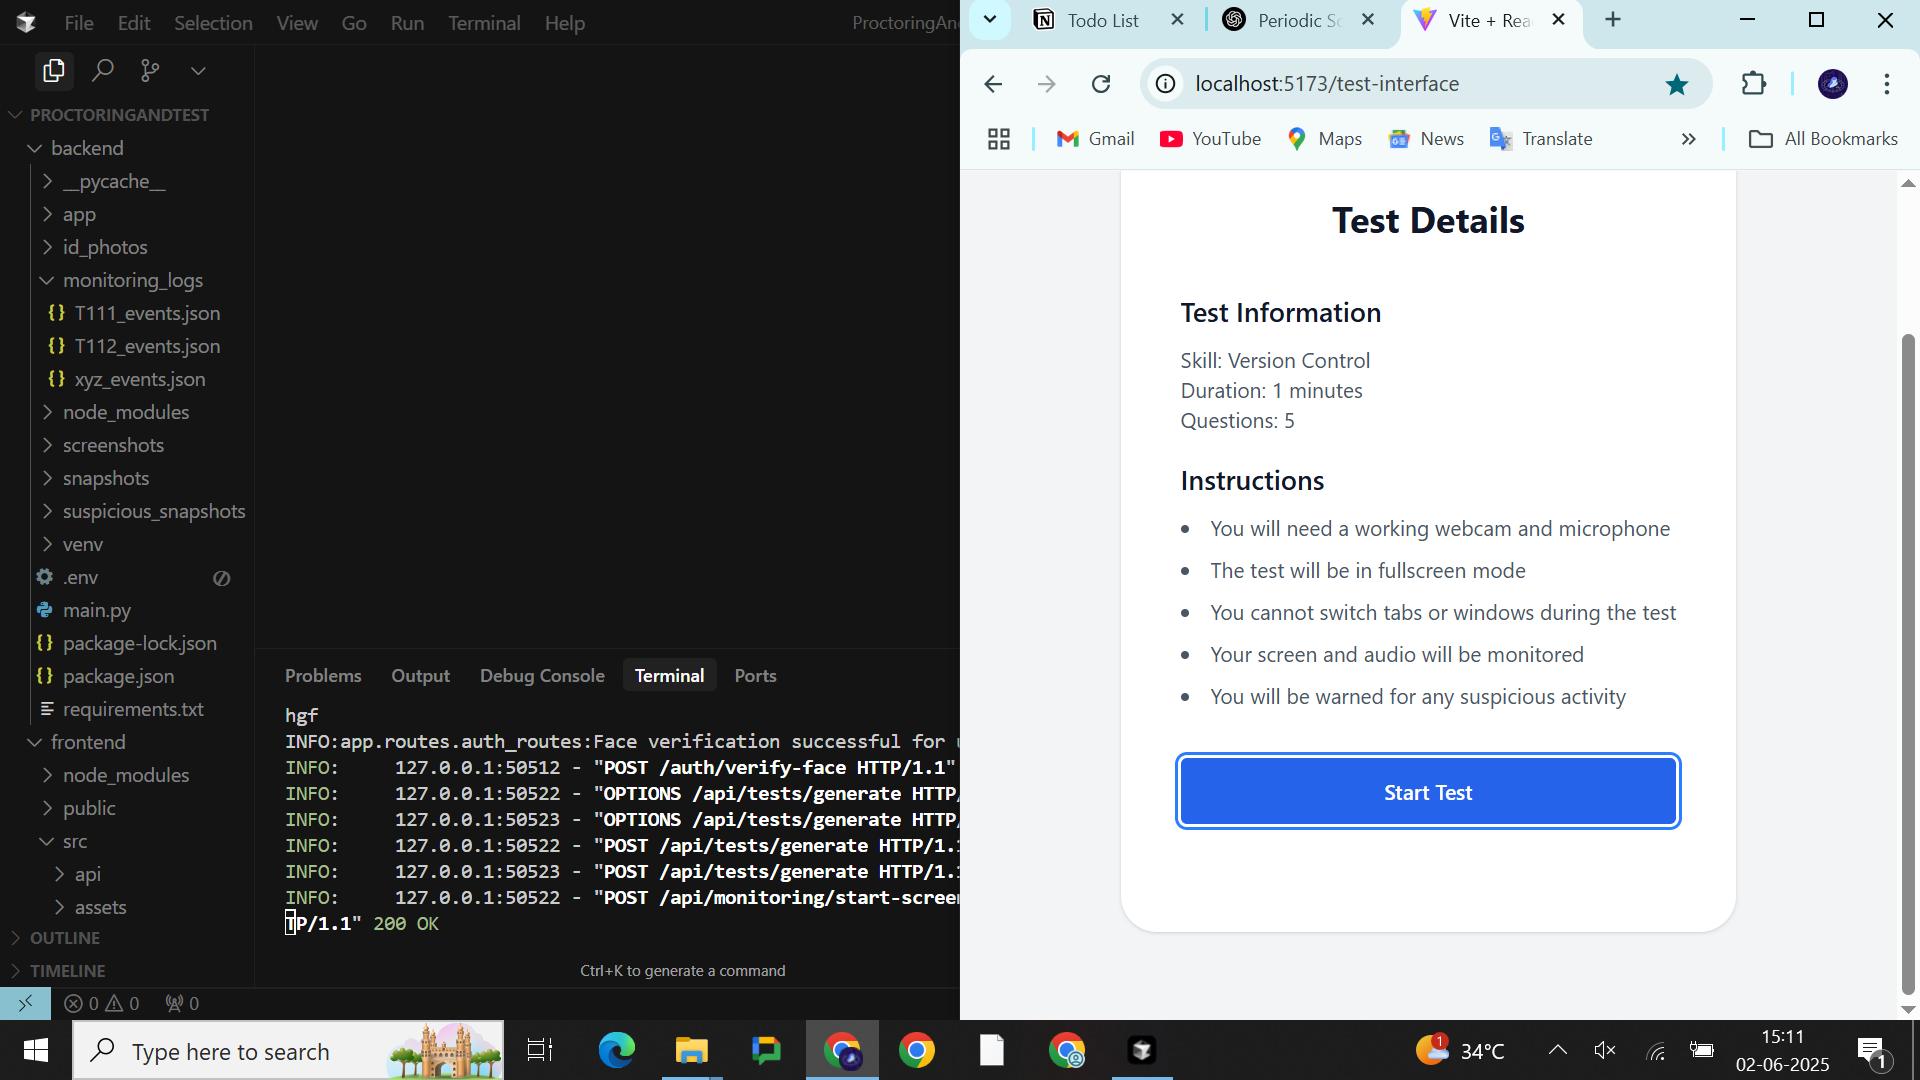 File Edit Selection View Go Run Terminal Help
ProctoringAnd
PROCTORINGANDTEST
backend
__pycache__
app
id_photos
monitoring_logs
{} T111_events.json
{} T112_events.json
{} xyz_events.json
node_modules
screenshots
snapshots
suspicious_snapshots
venv
.env
main.py
{} package-lock.json
{} package.json
requirements.txt
frontend
node_modules
public
src
api
assets
OUTLINE
TIMELINE
0 0 0
Problems Output Debug Console Terminal Ports
hgf
INFO:app.routes.auth_routes:Face verification successful for
INFO: 127.0.0.1:50512 - "POST /auth/verify-face HTTP/1.1"
INFO: 127.0.0.1:50522 - "OPTIONS /api/tests/generate HTTP/
INFO: 127.0.0.1:50523 - "OPTIONS /api/tests/generate HTTP/
INFO: 127.0.0.1:50522 - "POST /api/tests/generate HTTP/1.1
INFO: 127.0.0.1:50523 - "POST /api/tests/generate HTTP/1.1
INFO: 127.0.0.1:50522 - "POST /api/monitoring/start-screen
TP/1.1" 200 OK
Ctrl+K to generate a command
Todo List Periodic Sc Vite + Rea
localhost:5173/test-interface
Gmail YouTube Maps News Translate » All Bookmarks
Test Details
Test Information
Skill: Version Control
Duration: 1 minutes
Questions: 5
Instructions
• You will need a working webcam and microphone
• The test will be in fullscreen mode
• You cannot switch tabs or windows during the test
• Your screen and audio will be monitored
• You will be warned for any suspicious activity
Start Test
Type here to search
1 34°C
15:11
02-06-2025
1